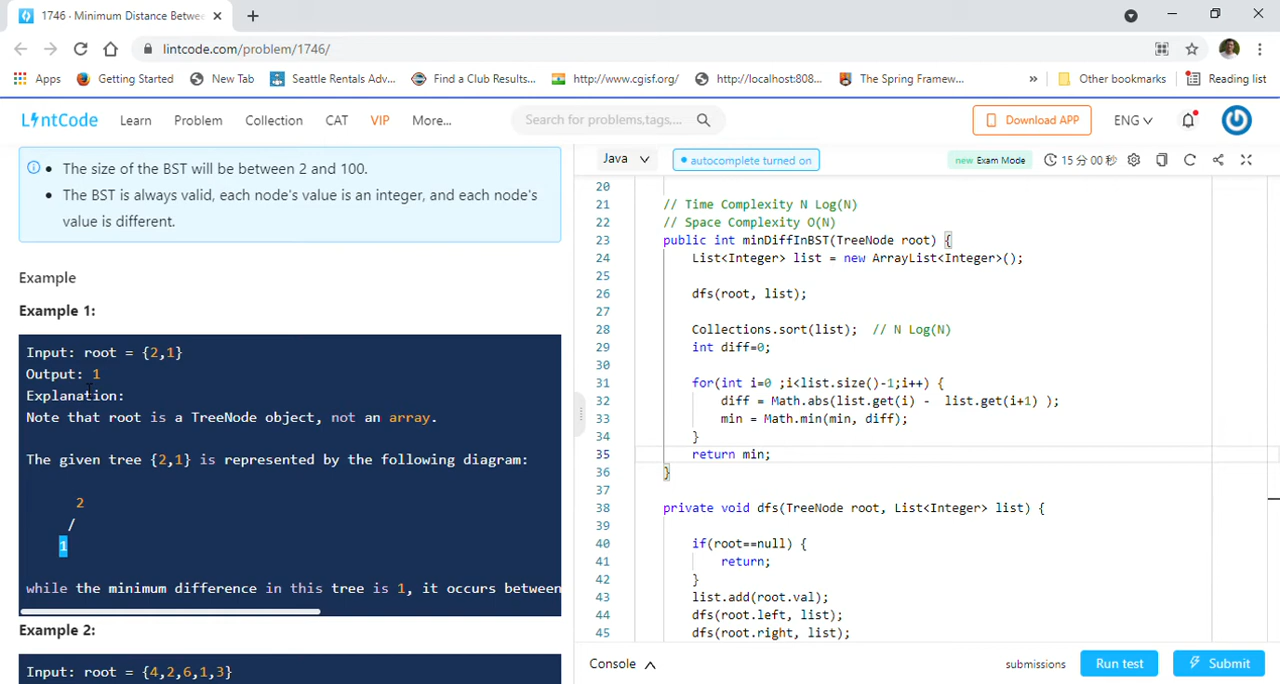 1746 · Minimum Distance Betwe
lintcode.com/problem/1746/
Apps Getting Started New Tab Seattle Rentals Adv... Find a Club Results... http://www.cgisf.org/ http://localhost:808... The Spring Framew... » Other bookmarks Reading list
LintCode Learn Problem Collection CAT VIP More... Search for problems,tags,... Download APP ENG
Java autocomplete turned on new Exam Mode 15 分 00 秒
• The size of the BST will be between 2 and 100.
• The BST is always valid, each node's value is an integer, and each node's
value is different.
Example
Example 1:
Input: root = {2,1}
Output: 1
Explanation:
Note that root is a TreeNode object, not an array.
The given tree {2,1} is represented by the following diagram:
2
/
1
while the minimum difference in this tree is 1, it occurs between
Example 2:
Input: root = {4,2,6,1,3}
20
21 // Time Complexity N Log(N)
22 // Space Complexity O(N)
23 public int minDiffInBST(TreeNode root) {
24 List<Integer> list = new ArrayList<Integer>();
25
26 dfs(root, list);
27
28 Collections.sort(list); // N Log(N)
29 int diff=0;
30
31 for(int i=0 ;i<list.size()-1;i++) {
32 diff = Math.abs(list.get(i) - list.get(i+1) );
33 min = Math.min(min, diff);
34 }
35 return min;
36 }
37
38 private void dfs(TreeNode root, List<Integer> list) {
39
40 if(root==null) {
41 return;
42 }
43 list.add(root.val);
44 dfs(root.left, list);
45 dfs(root.right, list);
Console submissions Run test Submit